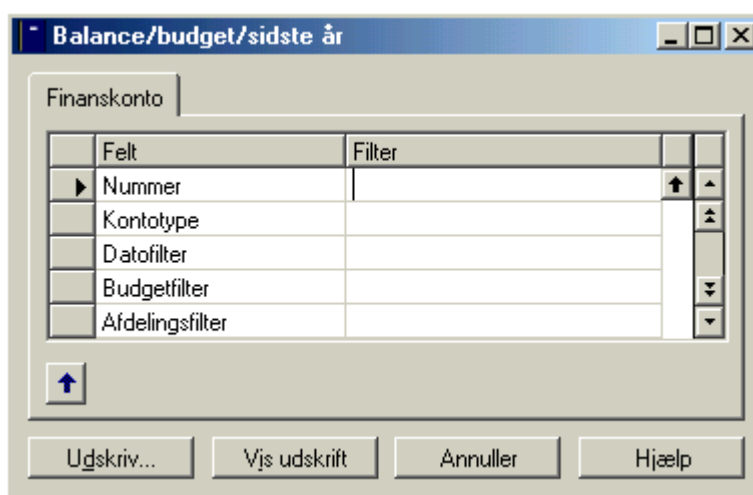 Balance/budget/sidste år
Finanskonto
Felt Filter
Nummer
Kontotype
Datofilter
Budgetfilter
Afdelingsfilter
Udskriv... Vis udskrift Annuller Hjælp